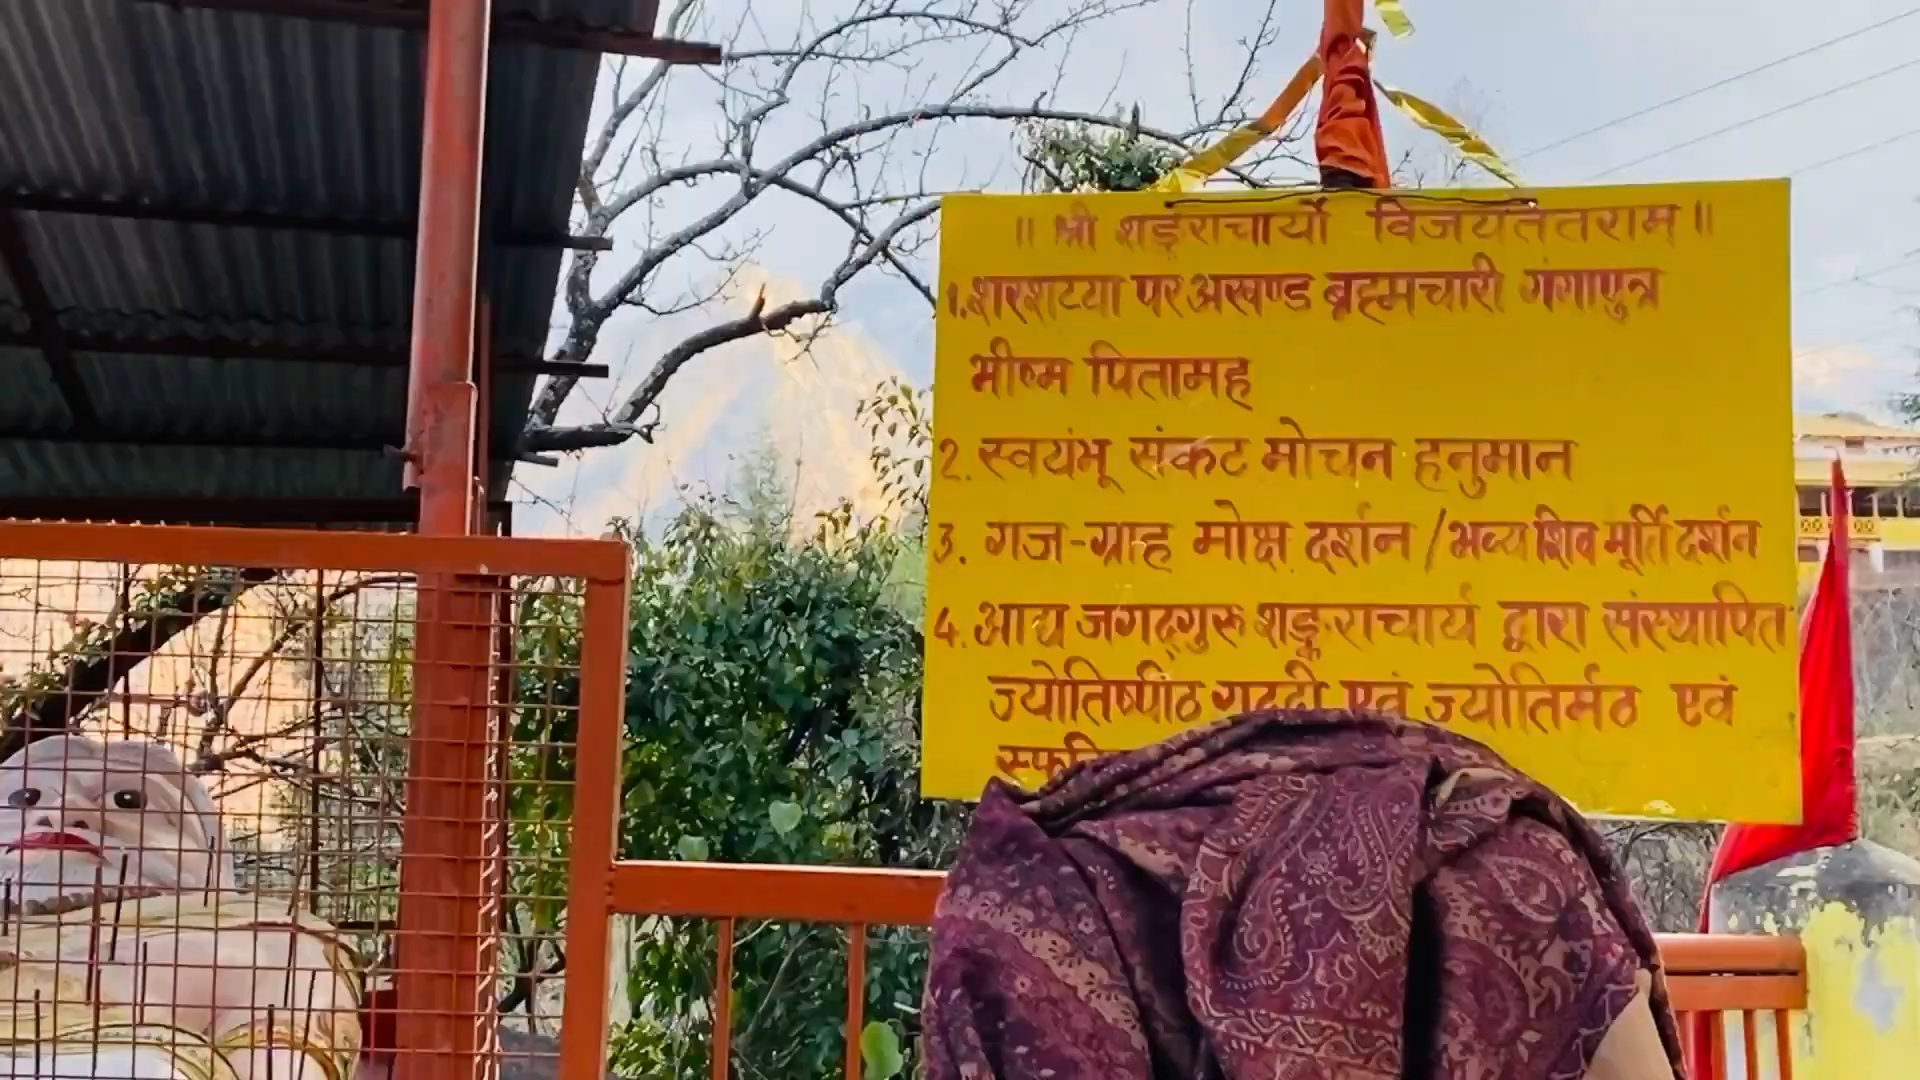 ॥ श्री शङ्कराचार्यो विजयतेतराम् ॥
1. शरशय्या पर अखण्ड ब्रह्मचारी गंगापुत्र
भीष्म पितामह
2. स्वयंभू संकट मोचन हनुमान
3. गज-ग्राह मोक्ष दर्शन / भव्य शिव मूर्ति दर्शन
4. आद्य जगद्गुरू शङ्कराचार्य द्वारा संस्थापित
ज्योतिष्पीठ गद्दी एवं ज्योतिर्मठ एवं